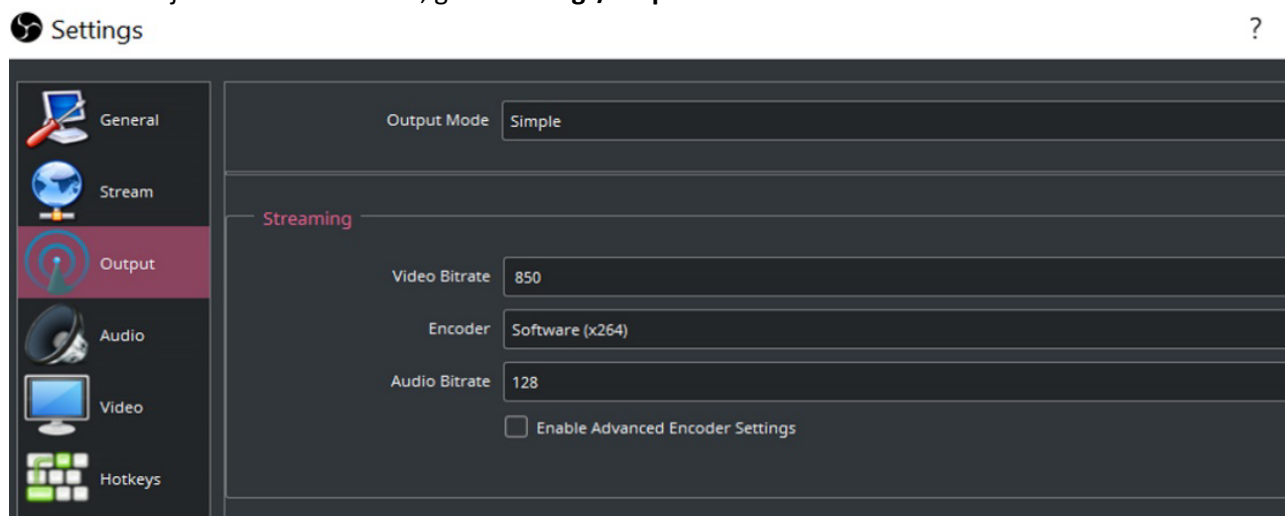 Settings
?
General
Output Mode Simple
Stream
Streaming
Output
Video Bitrate 850
Encoder Software (x264)
Audio
Audio Bitrate 128
Video
Enable Advanced Encoder Settings
Hotkeys